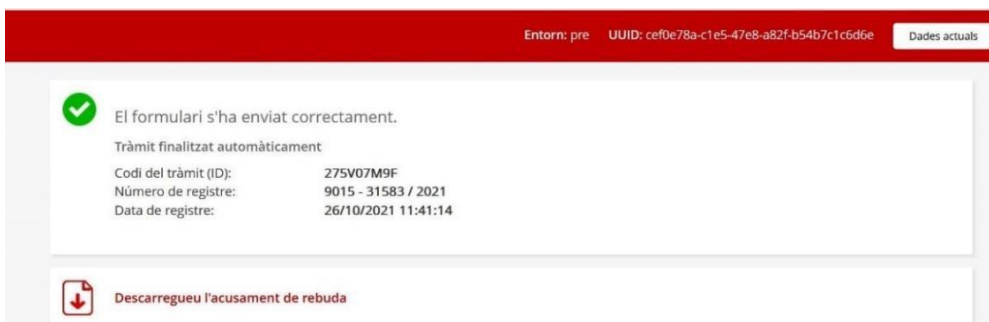 Entorn: pre UUID: cef0e78a-c1e5-47e8-a82f-b54b7c1c6d6e Dades actuals
El formulari s'ha enviat correctament.
Tràmit finalitzat automàticament
Codi del tràmit (ID): 275V07M9F
Número de registre: 9015 - 31583 / 2021
Data de registre: 26/10/2021 11:41:14
Descarregueu l'acusament de rebuda